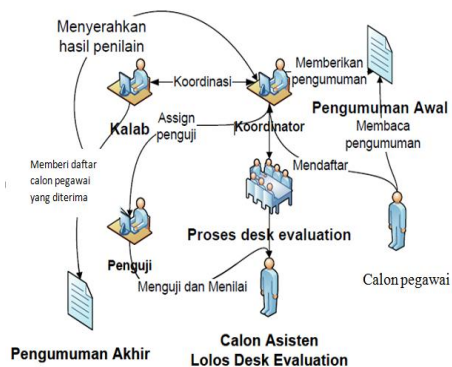 Menyerahkan
hasil penilain
Koordinasi
Memberikan
pengumuman
Kalab
Assign
penguji
Koordinator
Pengumuman Awal
Membaca
pengumuman
Memberi daftar
calon pegawai
yang diterima
Mendaftar
Proses desk evaluation
Penguji
Menguji dan Menilai
Calon pegawai
Pengumuman Akhir
Calon Asisten
Lolos Desk Evaluation